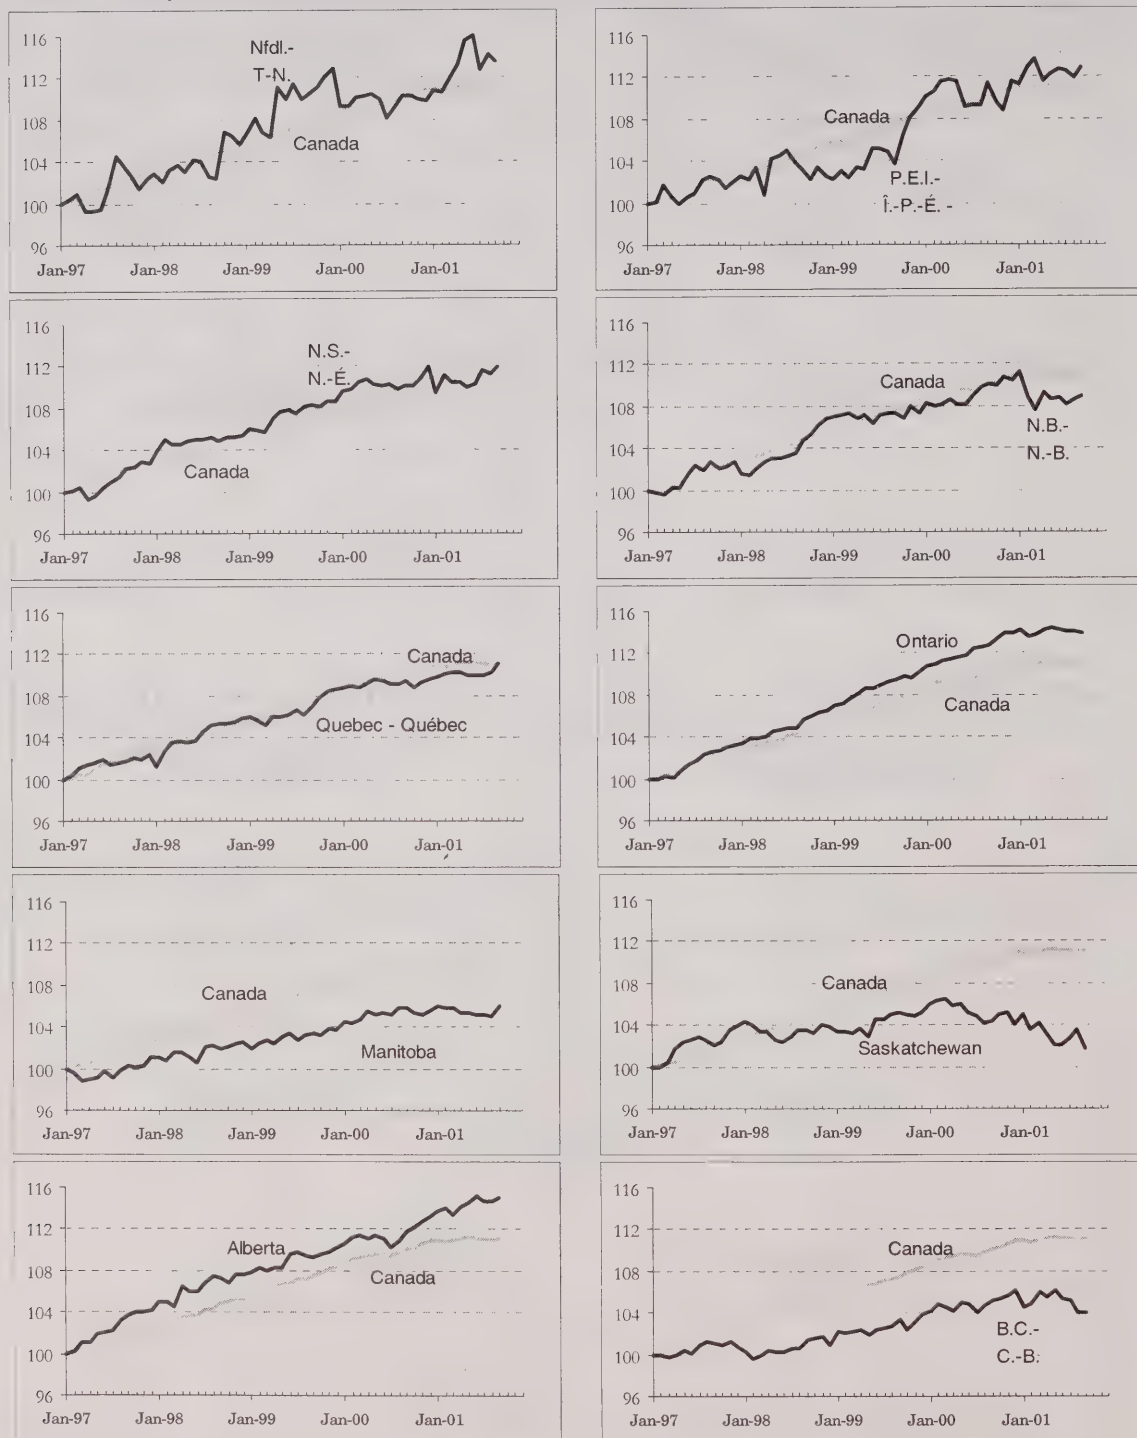 116
112
108
104
100
96
Nfdl.-
T-N.
Canada
Jan-97 Jan-98 Jan-99 Jan-00 Jan-01
116
112
108
104
100
96
Canada
P.E.I.-
Î.-P.-É. -
Jan-97 Jan-98 Jan-99 Jan-00 Jan-01
116
112
108
104
100
96
N.S.-
N.-É.
Canada
Jan-97 Jan-98 Jan-99 Jan-00 Jan-01
116
112
108
104
100
96
Canada
N.B.-
N.-B.
Jan-97 Jan-98 Jan-99 Jan-00 Jan-01
116
112
108
104
100
96
Canada
Quebec - Québec
Jan-97 Jan-98 Jan-99 Jan-00 Jan-01
116
112
108
104
100
96
Ontario
Canada
Jan-97 Jan-98 Jan-99 Jan-00 Jan-01
116
112
108
104
100
96
Canada
Manitoba
Jan-97 Jan-98 Jan-99 Jan-00 Jan-01
116
112
108
104
100
96
Canada
Saskatchewan
Jan-97 Jan-98 Jan-99 Jan-00 Jan-01
116
112
108
104
100
96
Alberta
Canada
Jan-97 Jan-98 Jan-99 Jan-00 Jan-01
116
112
108
104
100
96
Canada
B.C.-
C.-B.
Jan-97 Jan-98 Jan-99 Jan-00 Jan-01